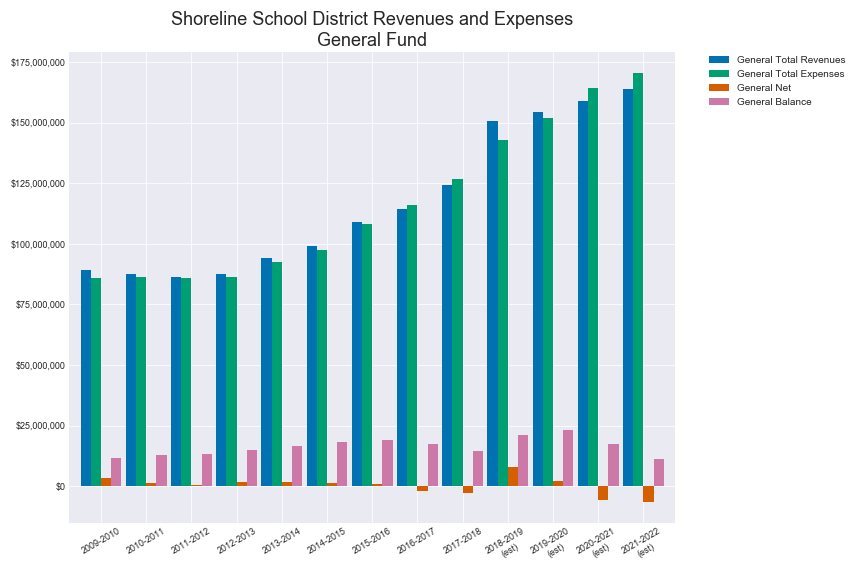 Shoreline School District Revenues and Expenses
General Fund
General Total Revenues
General Total Expenses
General Net
General Balance
$175,000,000
$150,000,000
$125,000,000
$100,000,000
$75,000,000
$50,000,000
$25,000,000
$0
2009-2010
2010-2011
2011-2012
2012-2013
2013-2014
2014-2015
2015-2016
2016-2017
2017-2018
2018-2019
(est)
2019-2020
(est)
2020-2021
(est)
2021-2022
(est)